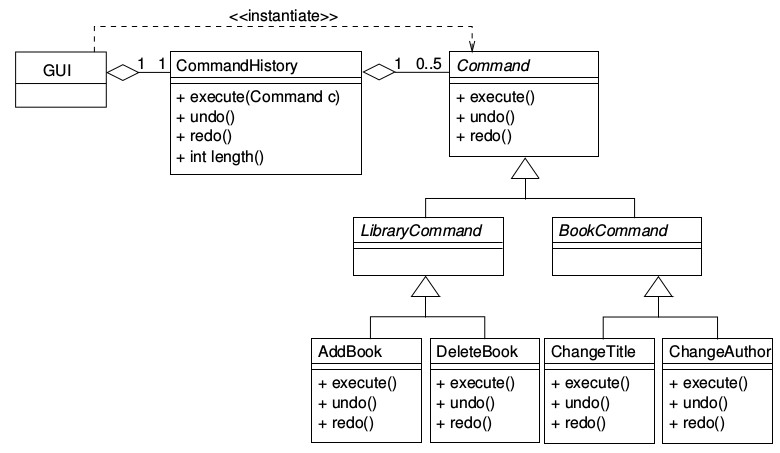 <<instantiate>>
GUI
1 1
CommandHistory
+ execute(Command c)
+ undo()
+ redo()
+ int length()
1 0..5
Command
+ execute()
+ undo()
+ redo()
LibraryCommand
BookCommand
AddBook
+ execute()
+ undo()
+ redo()
DeleteBook
+ execute()
+ undo()
+ redo()
ChangeTitle
+ execute()
+ undo()
+ redo()
ChangeAuthor
+ execute()
+ undo()
+ redo()